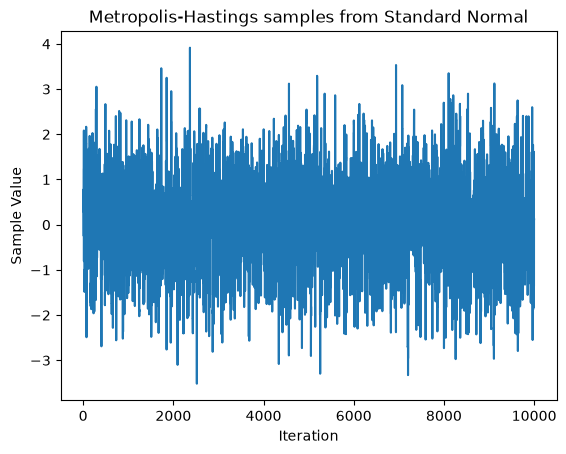 Metropolis-Hastings samples from Standard Normal
4
3
2
1
0
−1
−2
−3
Sample Value
0 2000 4000 6000 8000 10000
Iteration